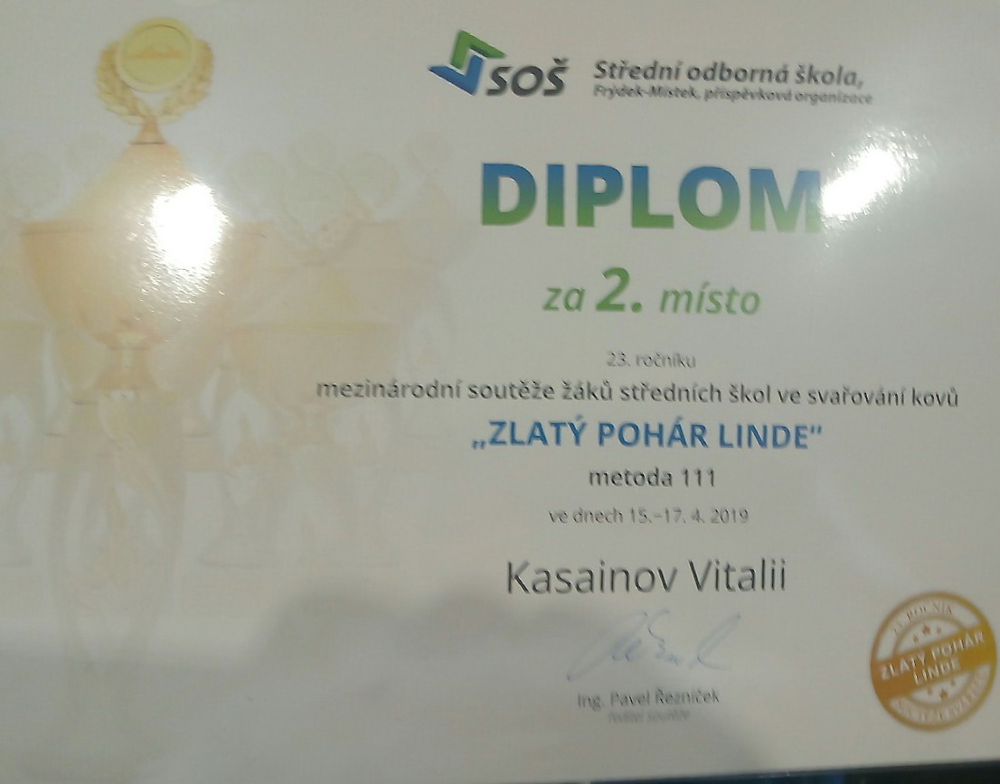 SOŠ
Střední odborná škola,
Frýdek-Místek, příspěvková organizace
DIPLOM
za 2. místo
23. ročníku
mezinárodní soutěže žáků středních škol ve svařování kovů
„ZLATÝ POHÁR LINDE“
metoda 111
ve dnech 15.–17. 4. 2019
Kasainov Vitalii
Ing. Pavel Řezníček
ředitel soutěže
ROČNÍK
ZLATÝ POHÁR
LINDE